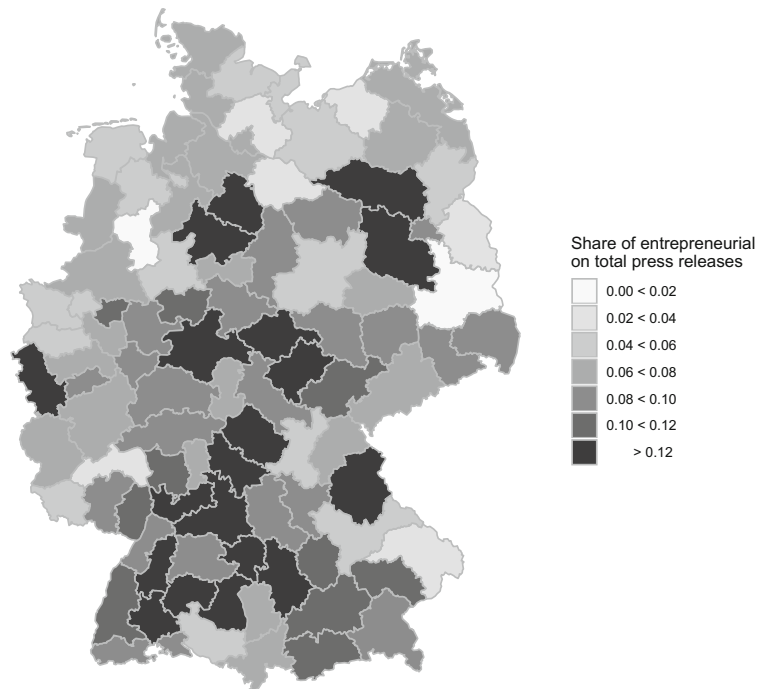 Share of entrepreneurial
on total press releases
0.00 < 0.02
0.02 < 0.04
0.04 < 0.06
0.06 < 0.08
0.08 < 0.10
0.10 < 0.12
> 0.12